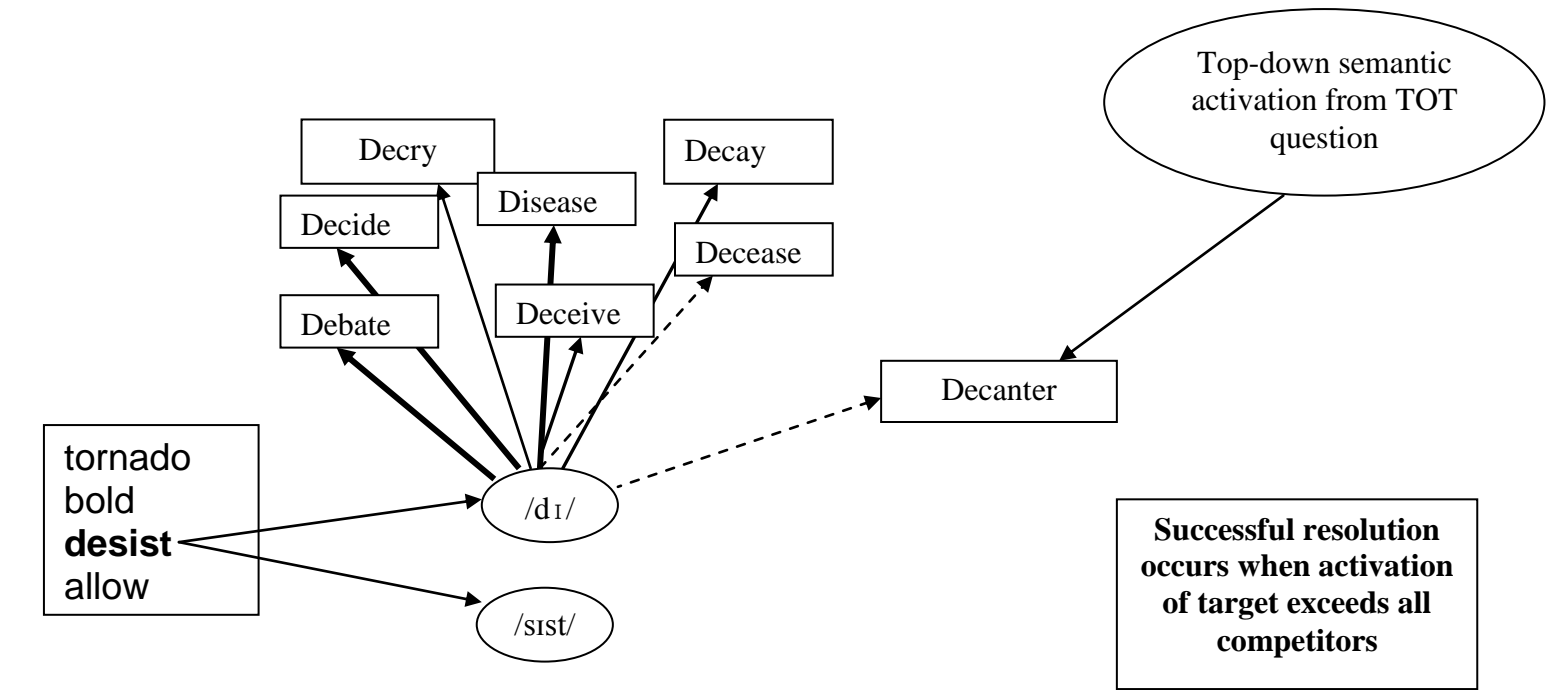 Top-down semantic
activation from TOT
question
Decry
Decay
Disease
Decide
Decease
Debate
Deceive
Decanter
tornado
bold
desist
allow
/dɪ/
/sɪst/
Successful resolution
occurs when activation
of target exceeds all
competitors